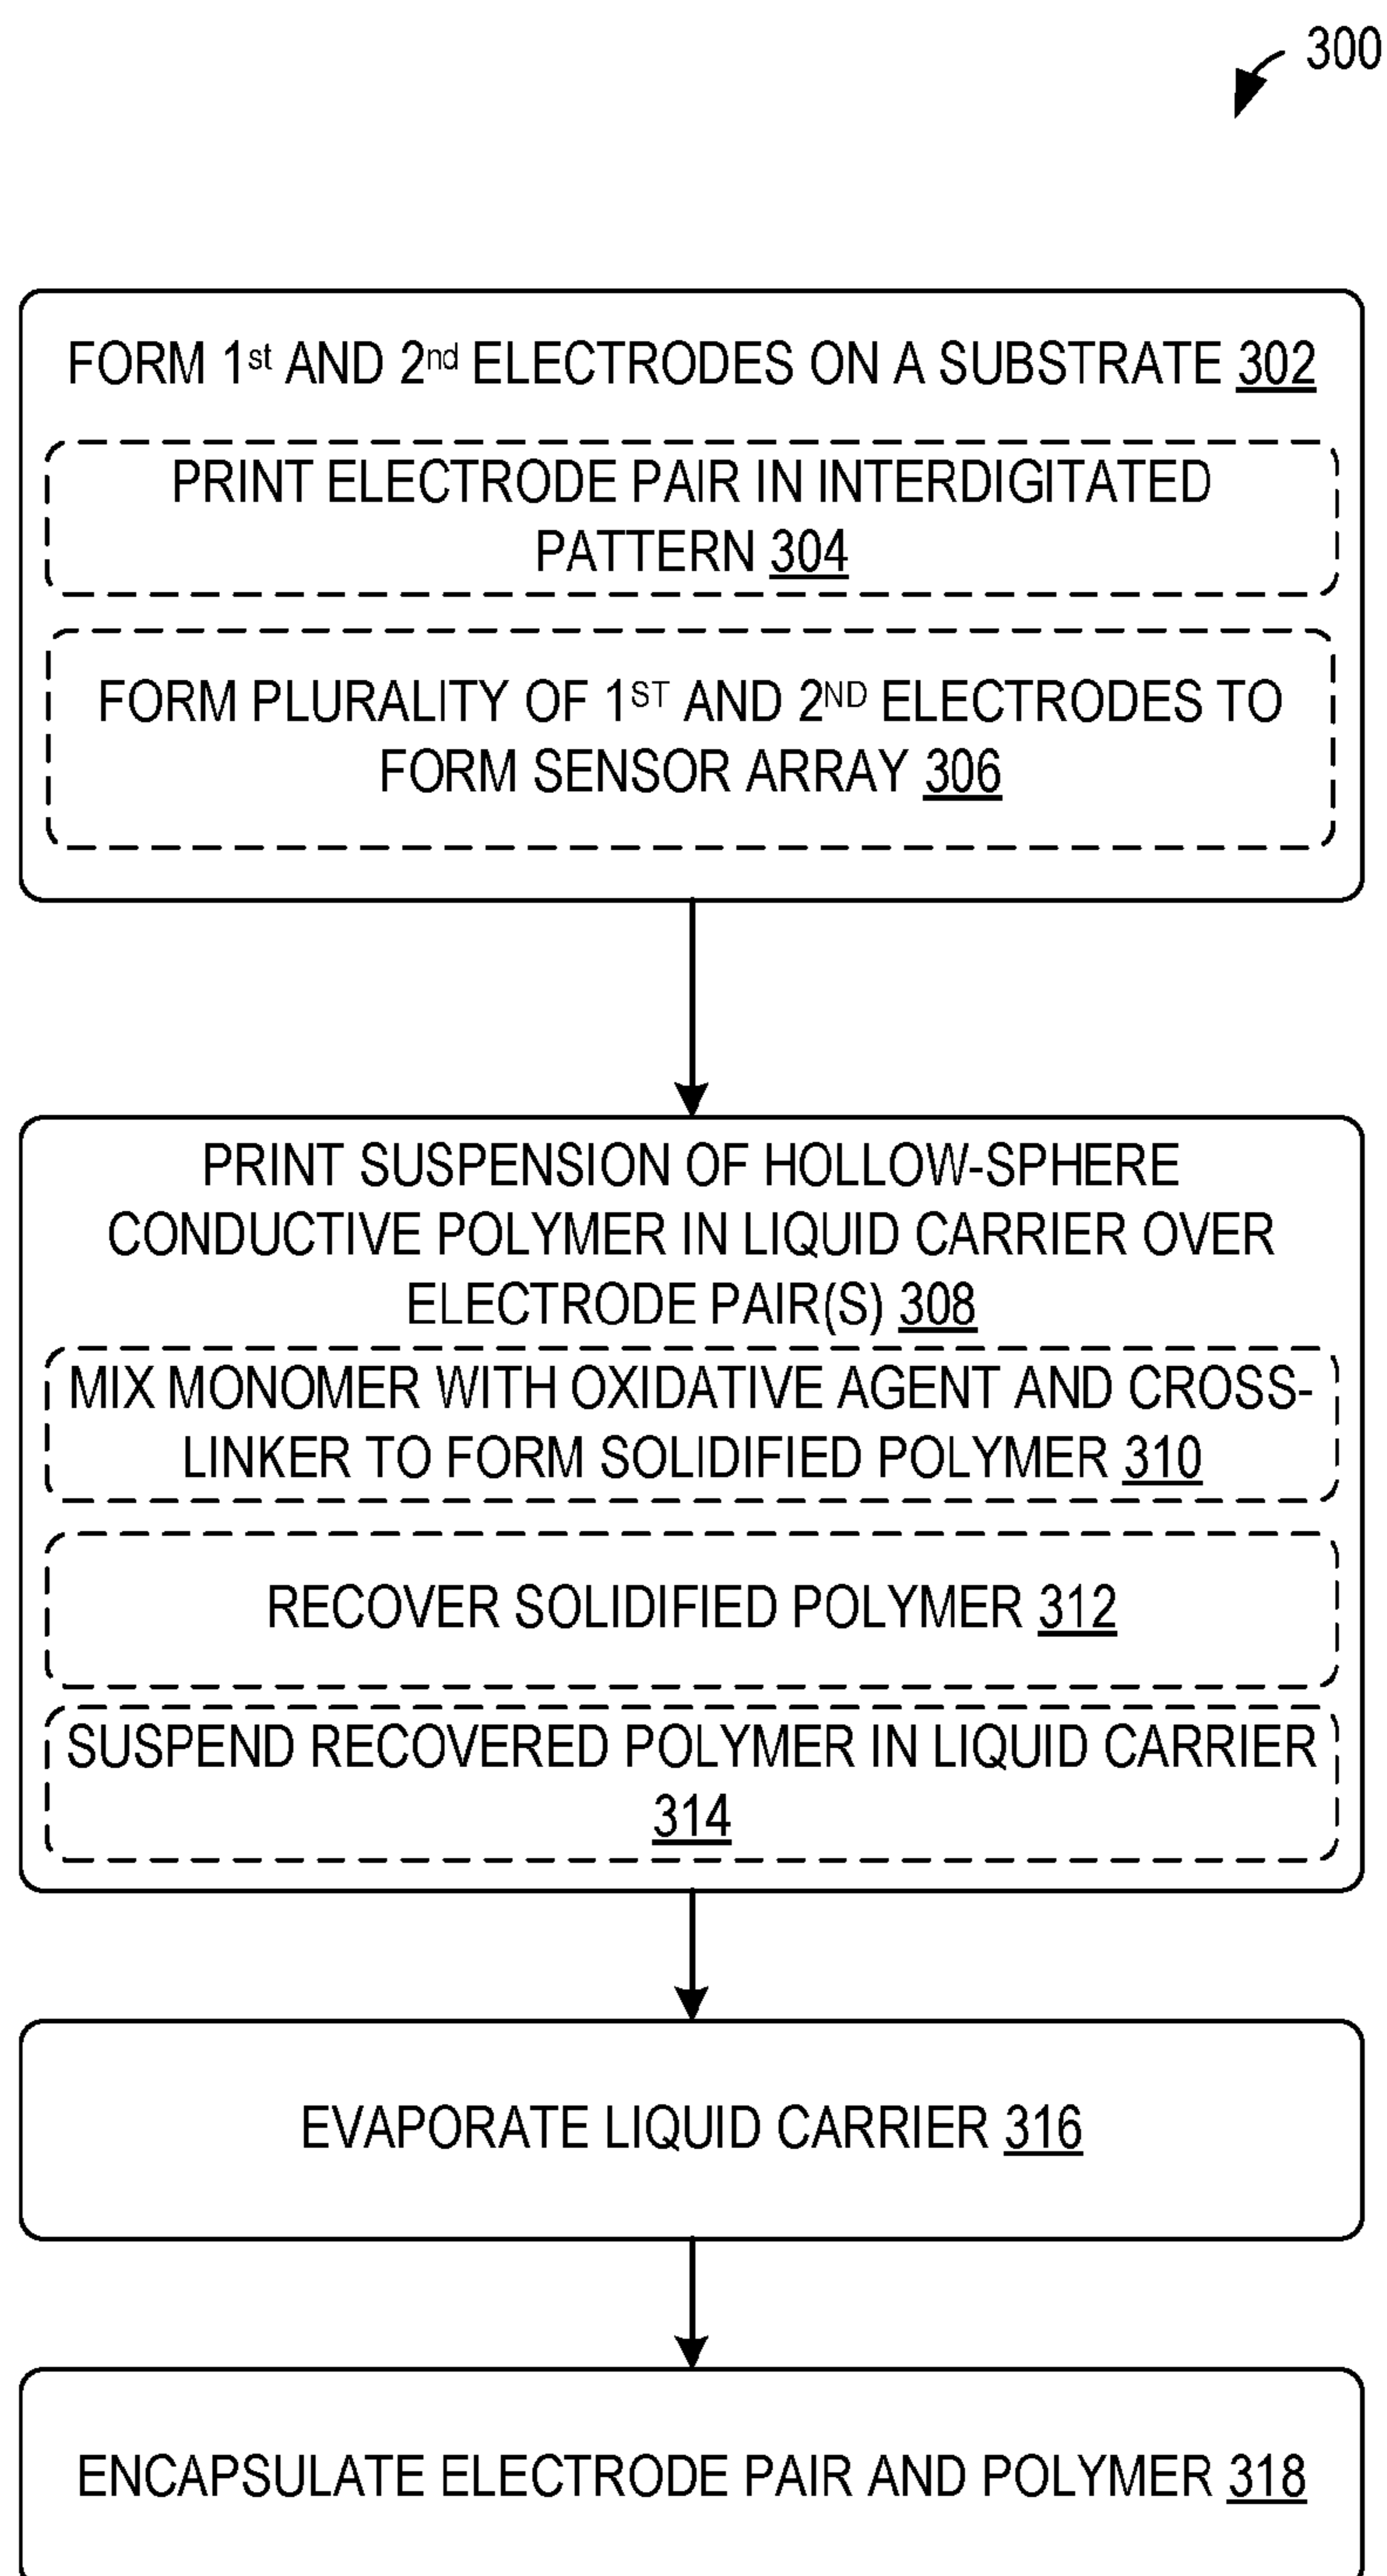 300
FORM 1st AND 2nd ELECTRODES ON A SUBSTRATE 302
PRINT ELECTRODE PAIR IN INTERDIGITATED
PATTERN 304
FORM PLURALITY OF 1ST AND 2ND ELECTRODES TO
FORM SENSOR ARRAY 306
PRINT SUSPENSION OF HOLLOW-SPHERE
CONDUCTIVE POLYMER IN LIQUID CARRIER OVER
ELECTRODE PAIR(S) 308
MIX MONOMER WITH OXIDATIVE AGENT AND CROSS-
LINKER TO FORM SOLIDIFIED POLYMER 310
RECOVER SOLIDIFIED POLYMER 312
SUSPEND RECOVERED POLYMER IN LIQUID CARRIER
314
EVAPORATE LIQUID CARRIER 316
ENCAPSULATE ELECTRODE PAIR AND POLYMER 318